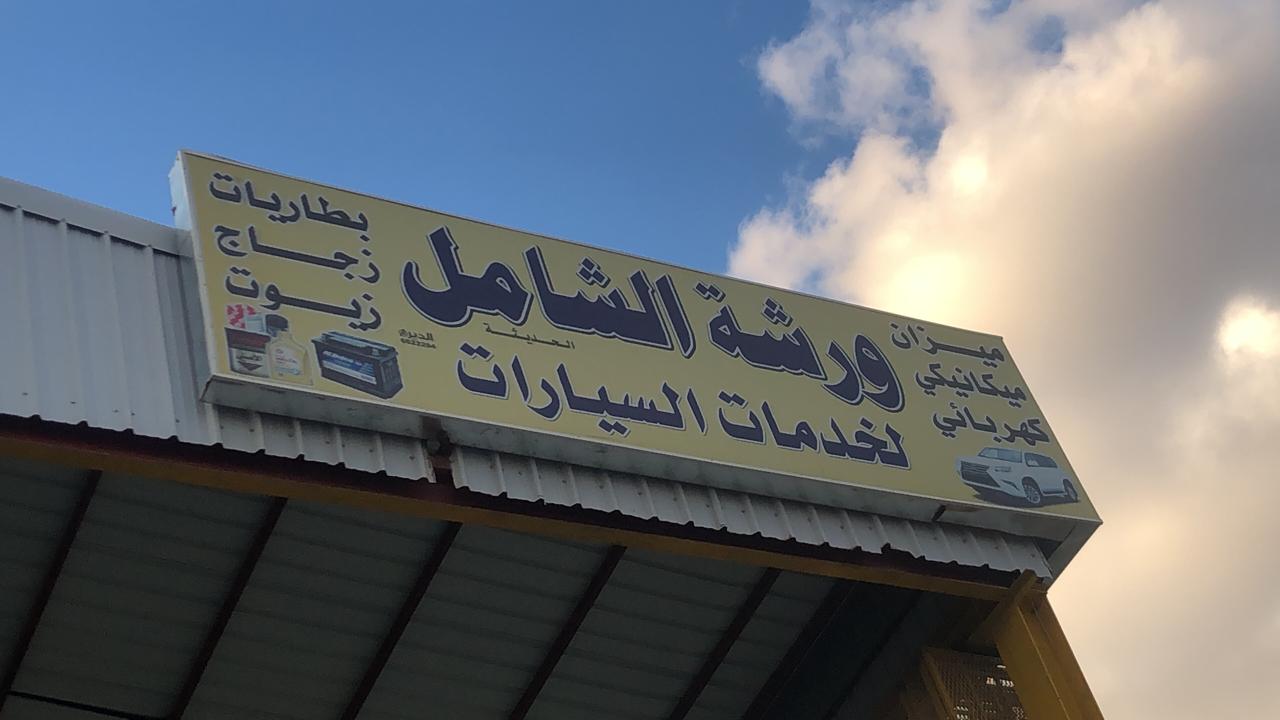 ورشة الشامل
الحديثة
لخدمات السيارات
ميزان
ميكانيكي
كهربائي
بطاريات
زجاج
زيوت